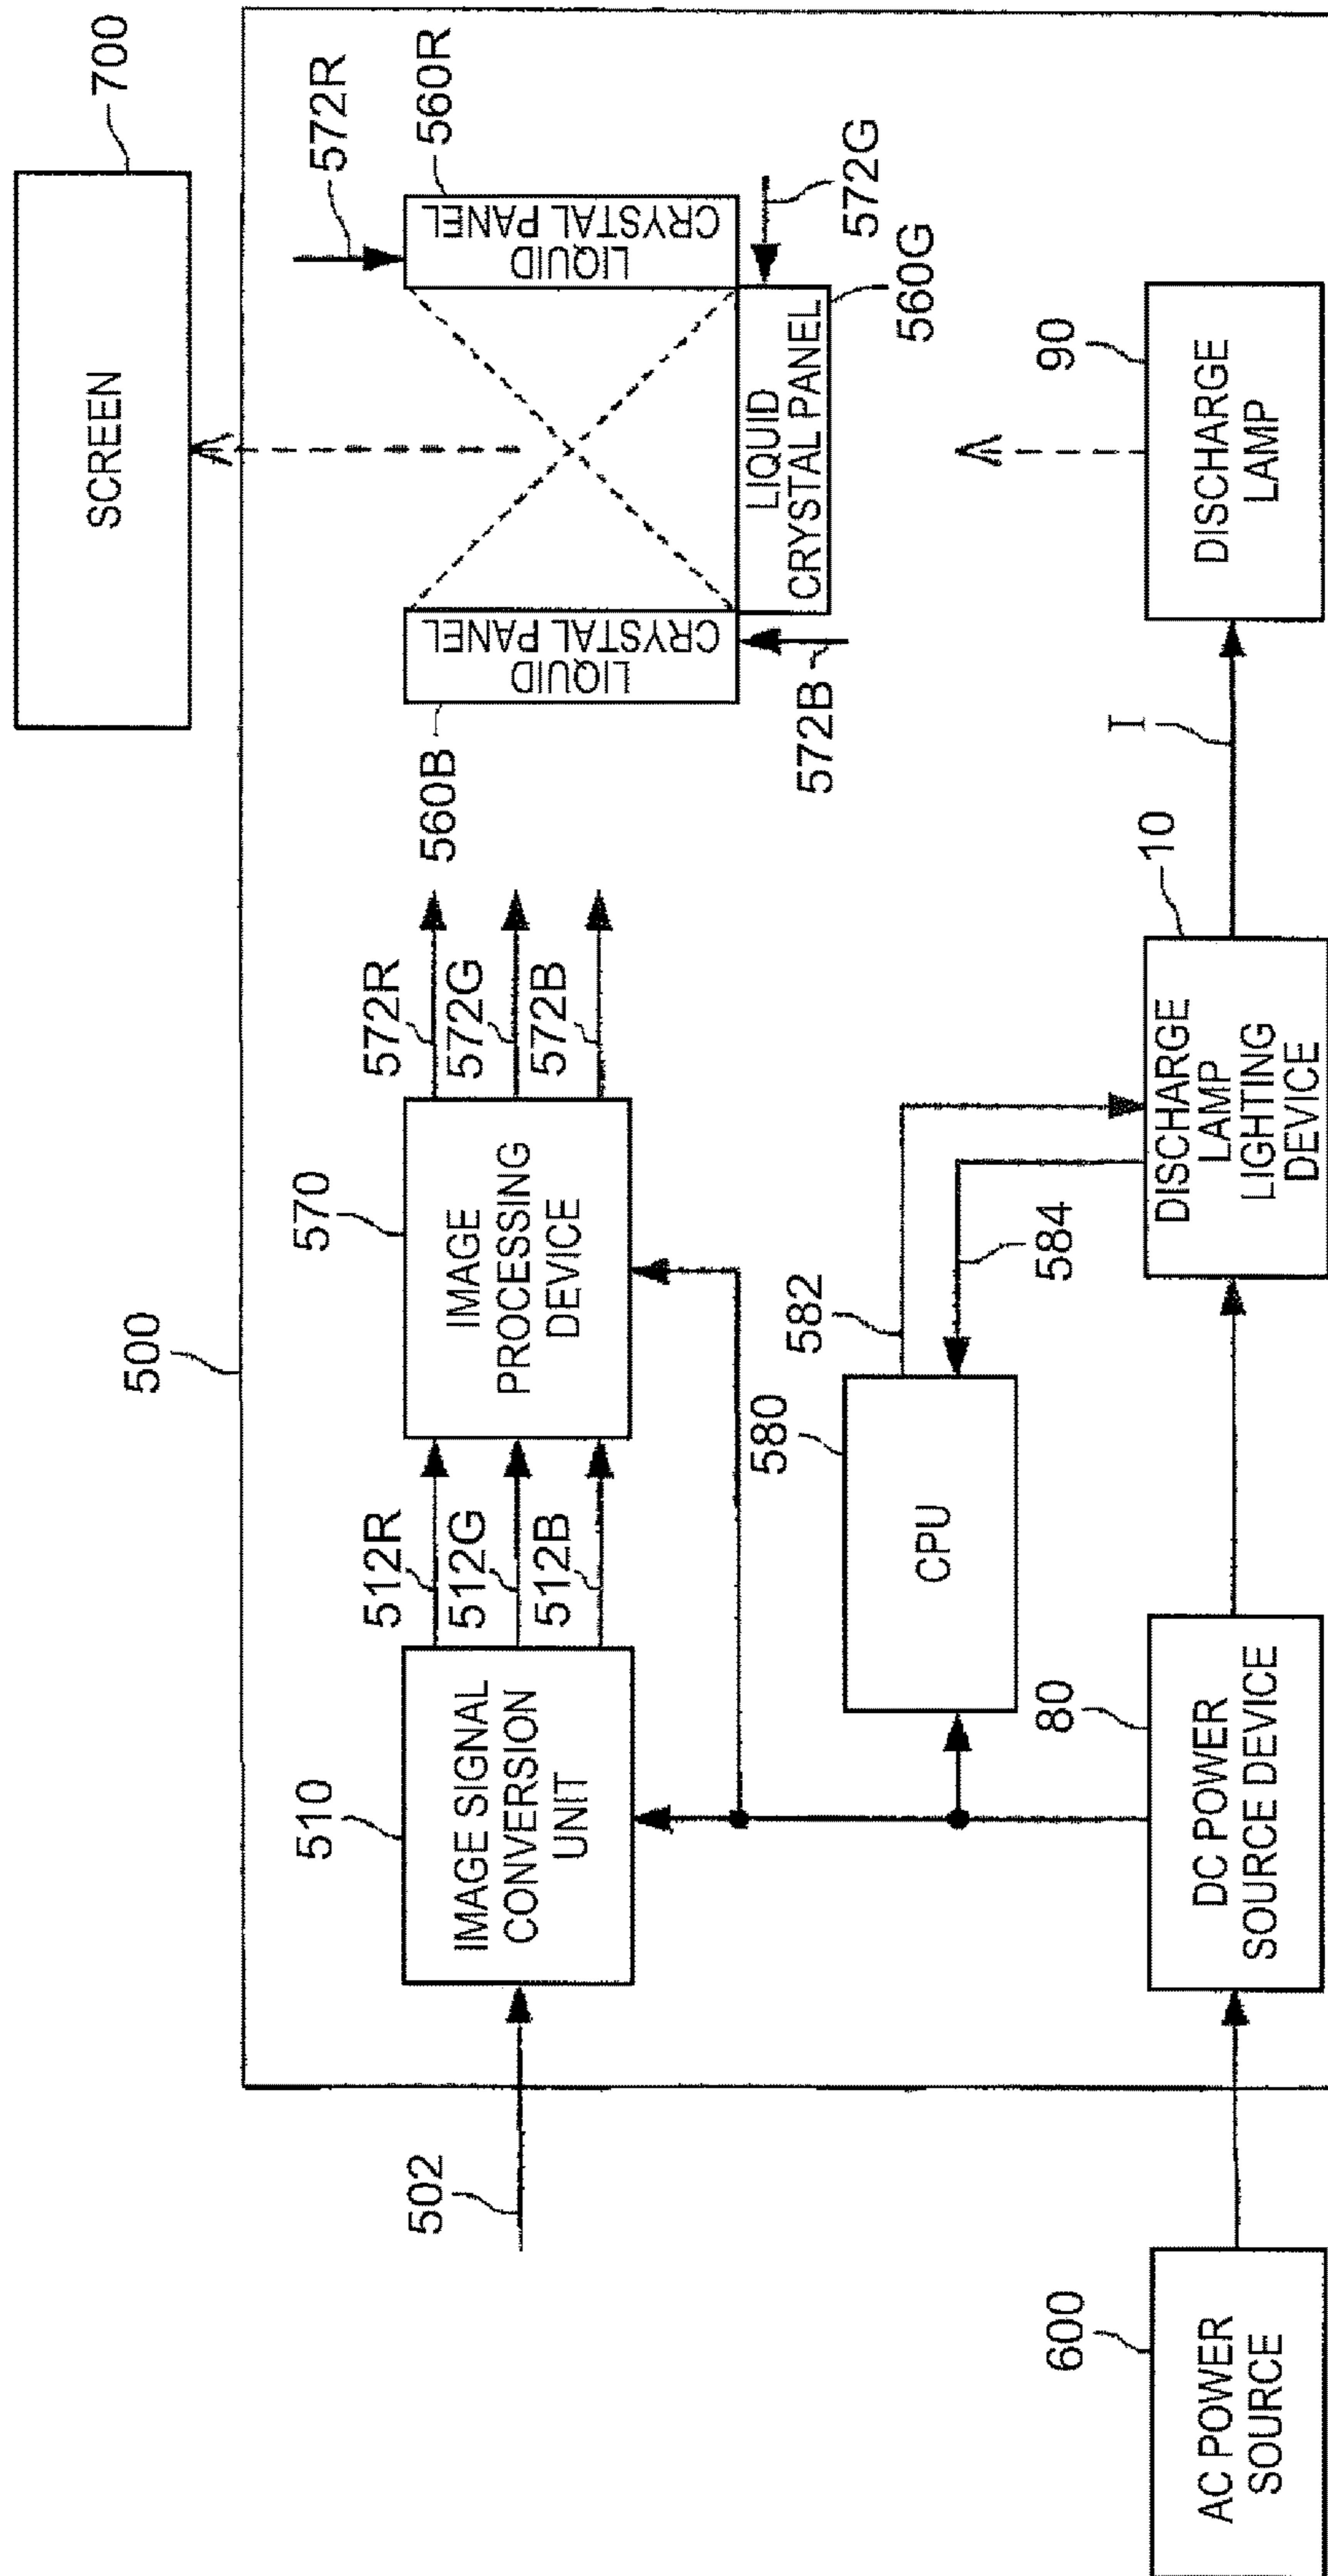 700
SCREEN
500
572R
510
570
560R
512R
512G
512B
572R
572G
572B
560B
LIQUID
CRYSTAL PANEL
LIQUID
CRYSTAL PANEL
LIQUID
CRYSTAL PANEL
502
IMAGE SIGNAL
CONVERSION
UNIT
IMAGE
PROCESSING
DEVICE
572B
572G
560G
580
582
CPU
584
600
80
10
I
90
AC POWER
SOURCE
DC POWER
SOURCE DEVICE
DISCHARGE
LAMP
LIGHTING
DEVICE
DISCHARGE
LAMP